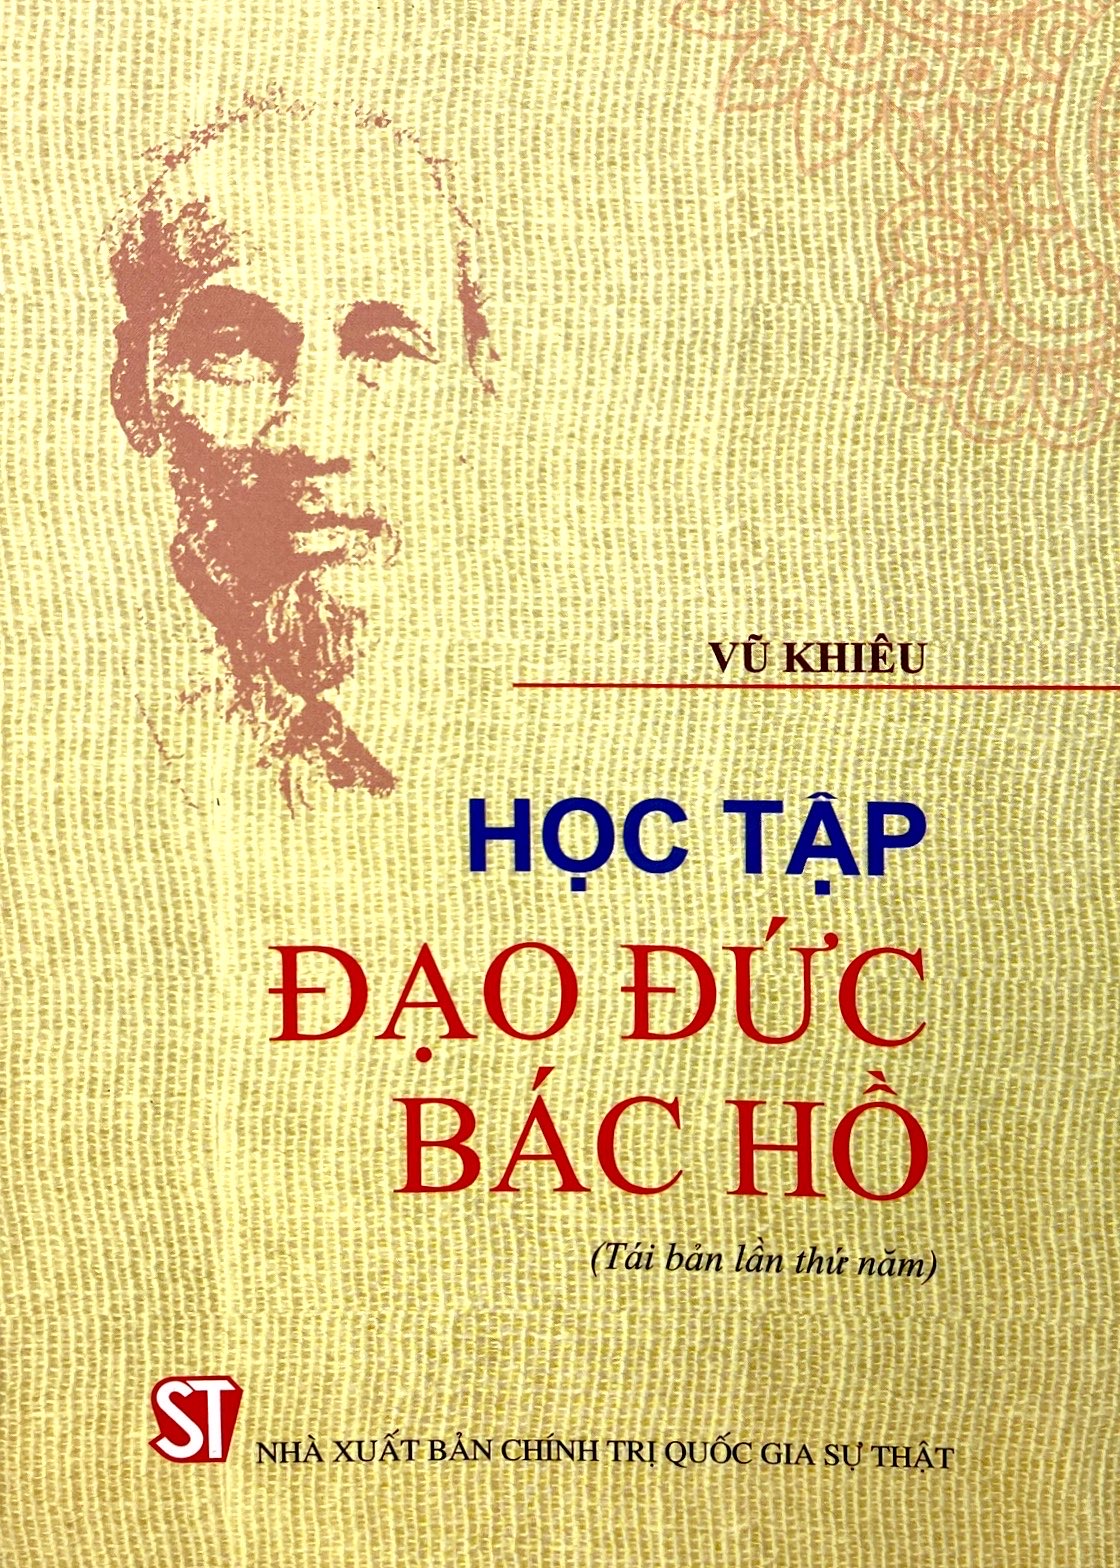 VŨ KHIÊU
HỌC TẬP
ĐẠO ĐỨC
BÁC HỒ
(Tái bản lần thứ năm)
ST
NHÀ XUẤT BẢN CHÍNH TRỊ QUỐC GIA SỰ THẬT